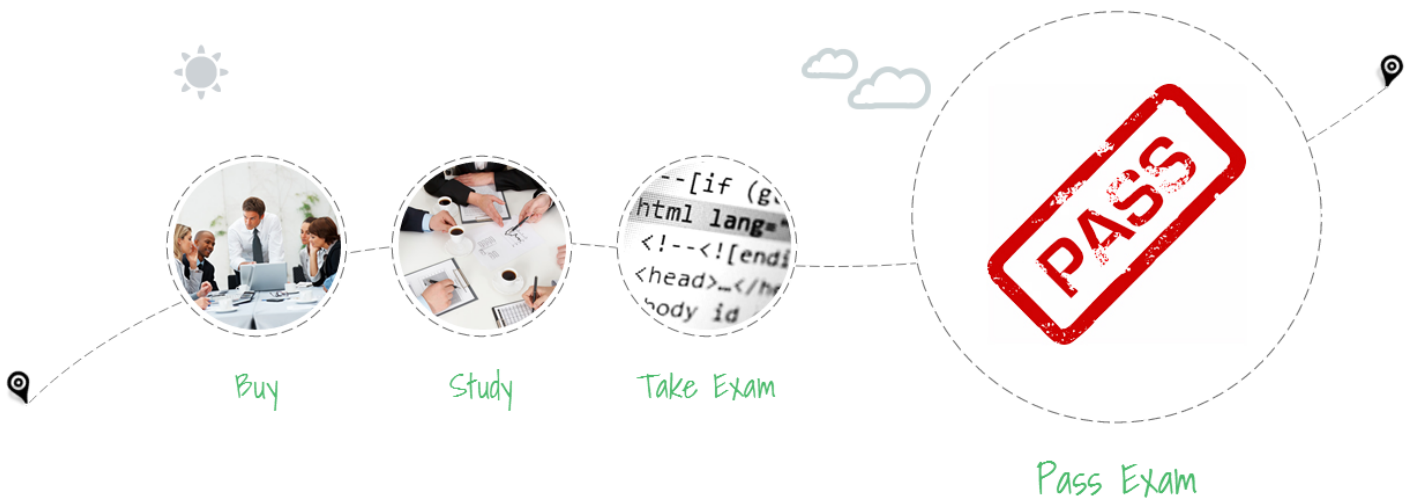 --[if (g
html lang="
<!--<![endi
<head>…</he
body id
PASS
Buy
Study
Take Exam
Pass Exam